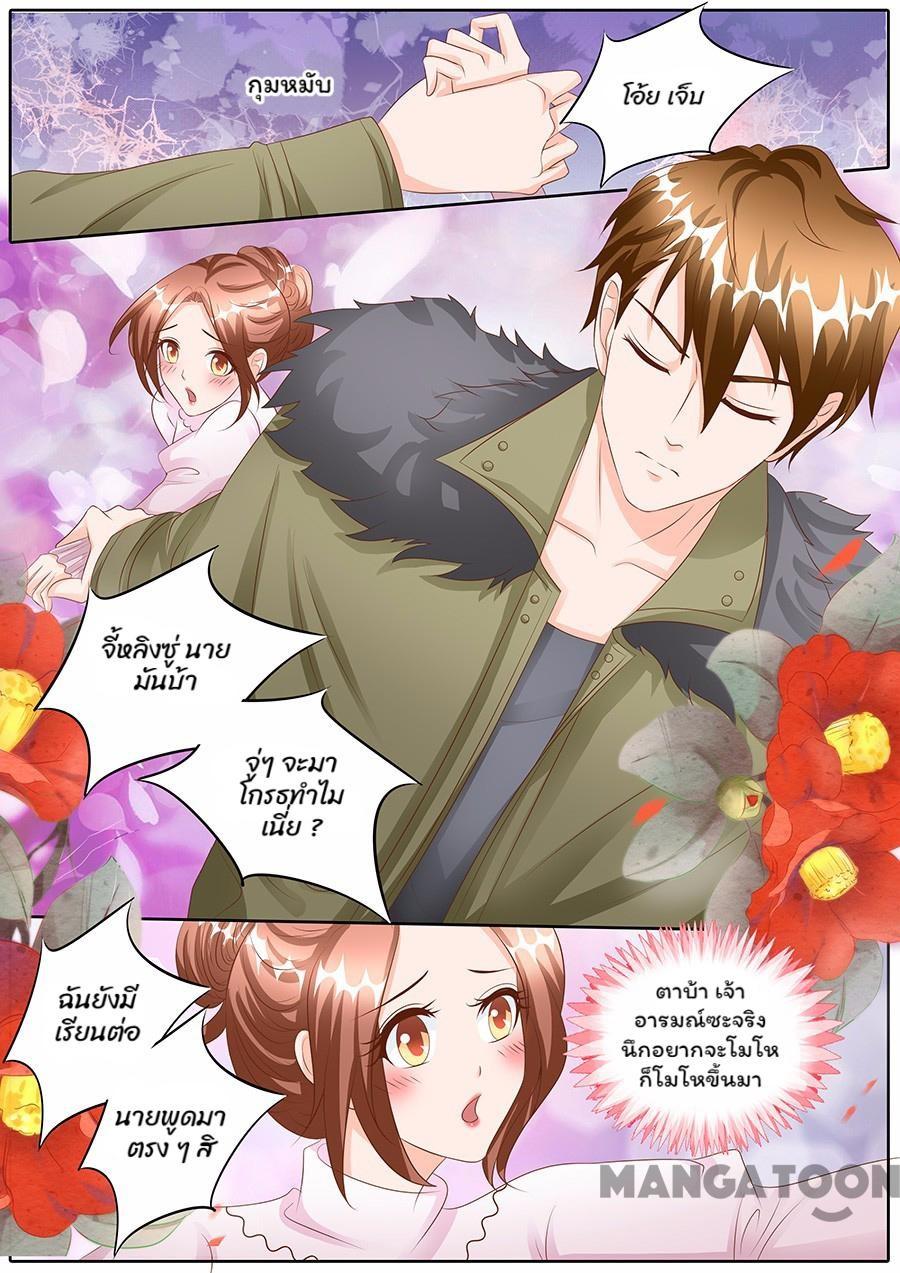 กุมหมับ
โอ้ย เจ็บ
จี้หลิงซู่ นาย
มันบ้า
จู่ๆ จะมา
โกรธทำไม
เนี่ย ?
ฉันยังมี
เรียนต่อ
นายพูดมา
ตรง ๆ สิ
ตาบ้า เจ้า
อารมณ์ซะจริง
นึกอยากจะโมโห
ก็โมโหขึ้นมา
MANGATOON